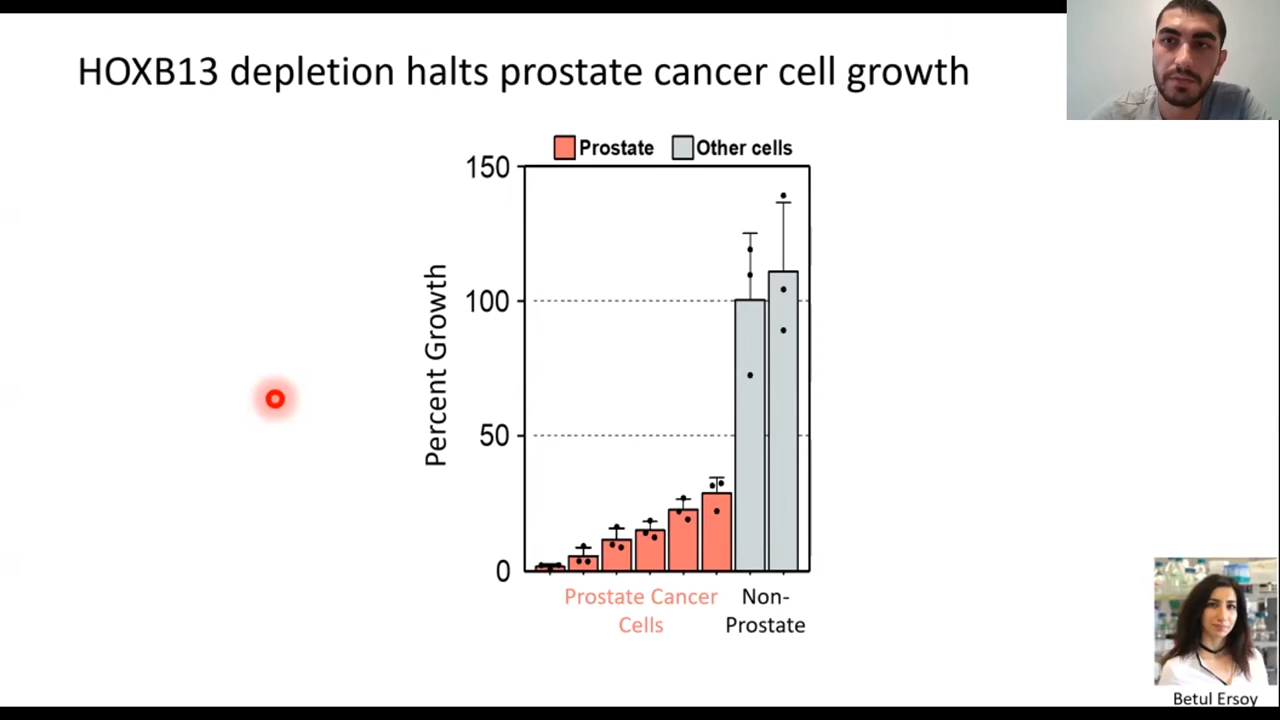 HOXB13 depletion halts prostate cancer cell growth
Prostate Other cells
150
100
50
0
Percent Growth
Prostate Cancer
Cells
Non-
Prostate
Betul Ersoy